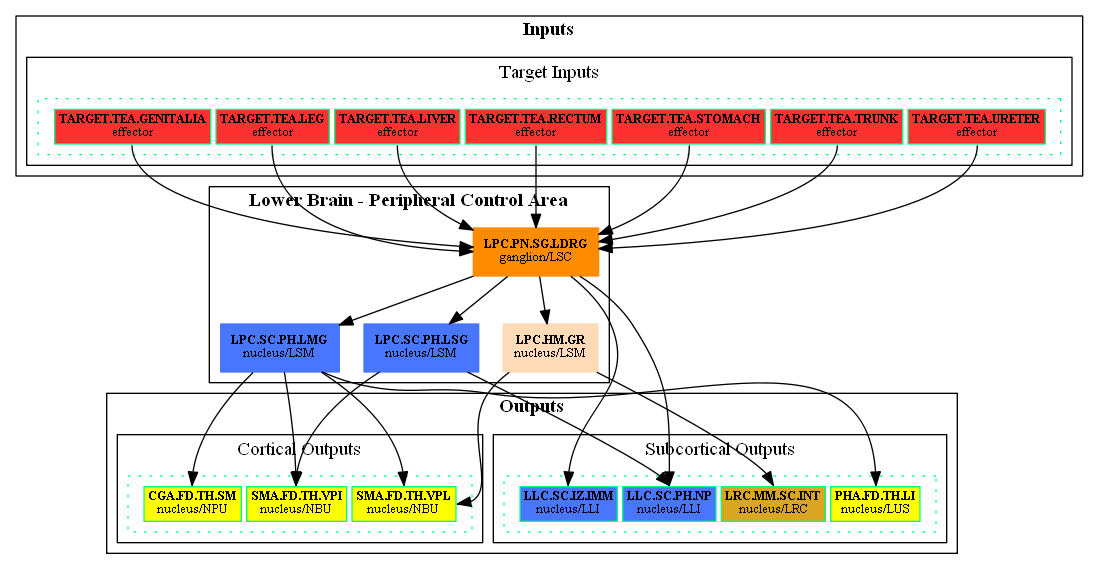 Inputs
Target Inputs
TARGET.TEA.GENITALIA
effector
TARGET.TEA.LEG
effector
TARGET.TEA.LIVER
effector
TARGET.TEA.RECTUM
effector
TARGET.TEA.STOMACH
effector
TARGET.TEA.TRUNK
effector
TARGET.TEA.URETER
effector
Lower Brain - Peripheral Control Area
LPC.PN.SG.LDRG
ganglion/LSC
LPC.SC.PH.LMG
nucleus/LSM
LPC.SC.PH.LSG
nucleus/LSM
LPC.HM.GR
nucleus/LSM
Outputs
Cortical Outputs
CGA.FD.TH.SM
nucleus/NPU
SMA.FD.TH.VPI
nucleus/NBU
SMA.FD.TH.VPL
nucleus/NBU
Subcortical Outputs
LLC.SC.IZ.IMM
nucleus/LLI
LLC.SC.PH.NP
nucleus/LLI
LRC.MM.SC.INT
nucleus/LRC
PHA.FD.TH.LI
nucleus/LUS